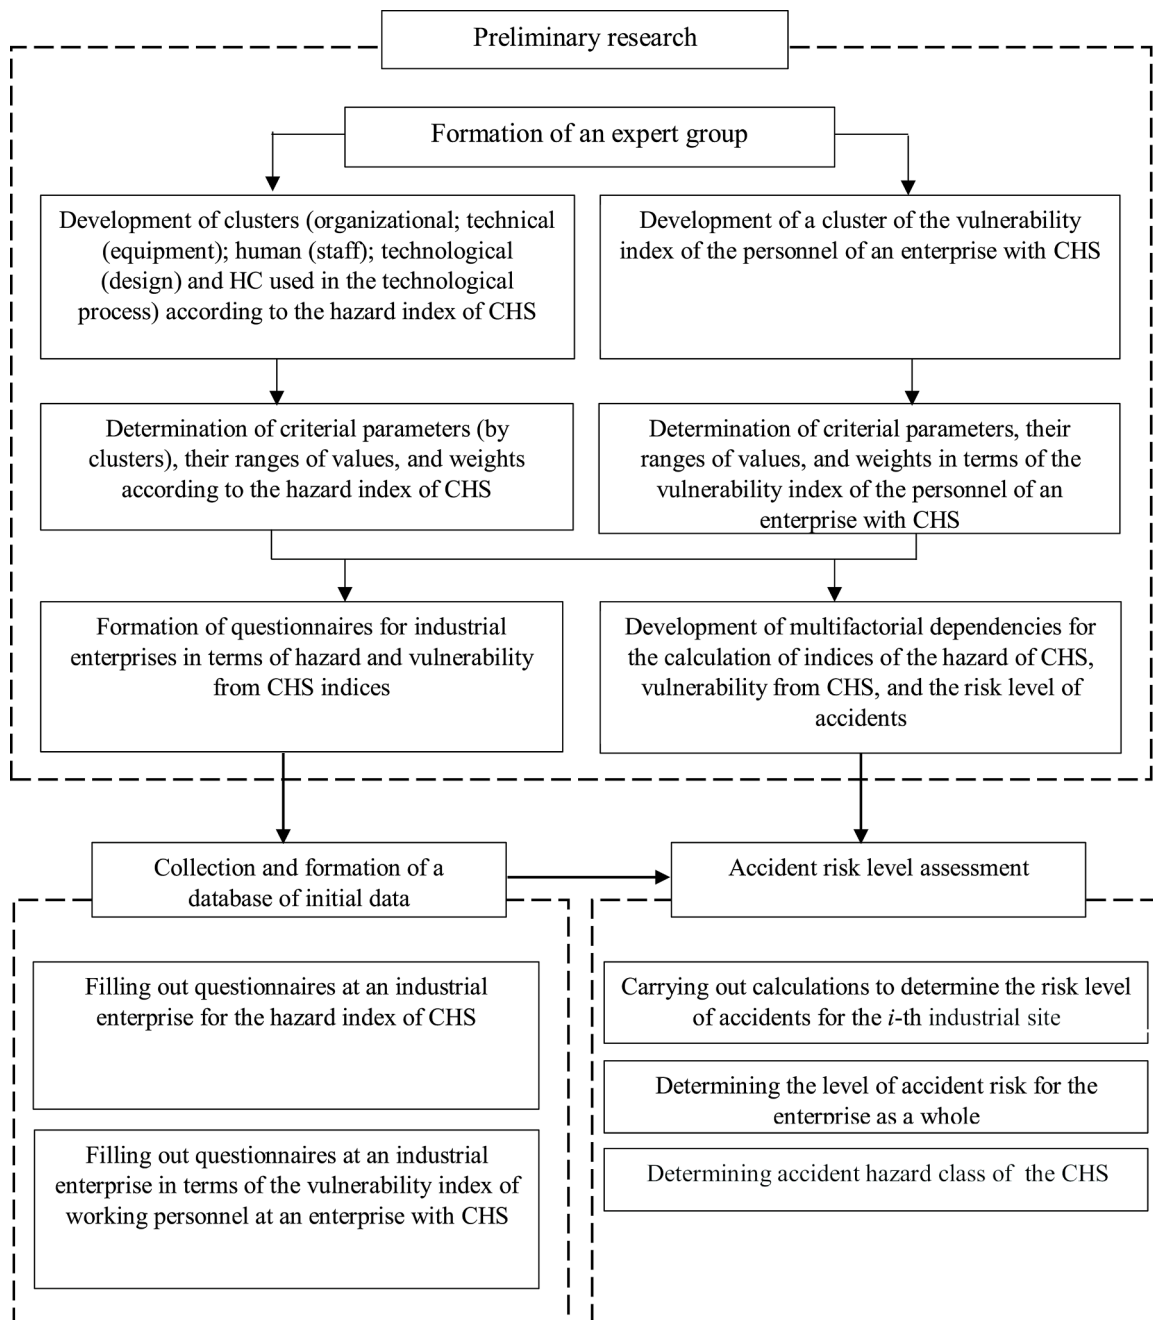 Preliminary research
Formation of an expert group
Development of clusters (organizational; technical
(equipment); human (staff); technological
(design) and HC used in the technological
process) according to the hazard index of CHS
Development of a cluster of the vulnerability
index of the personnel of an enterprise with CHS
Determination of criterial parameters (by
clusters), their ranges of values, and weights
according to the hazard index of CHS
Determination of criterial parameters, their
ranges of values, and weights in terms of the
vulnerability index of the personnel of an
enterprise with CHS
Formation of questionnaires for industrial
enterprises in terms of hazard and vulnerability
from CHS indices
Development of multifactorial dependencies for
the calculation of indices of the hazard of CHS,
vulnerability from CHS, and the risk level of
accidents
Collection and formation of a
database of initial data
Accident risk level assessment
Filling out questionnaires at an industrial
enterprise for the hazard index of CHS
Filling out questionnaires at an industrial
enterprise in terms of the vulnerability index of
working personnel at an enterprise with CHS
Carrying out calculations to determine the risk level
of accidents for the i-th industrial site
Determining the level of accident risk for the
enterprise as a whole
Determining accident hazard class of the CHS